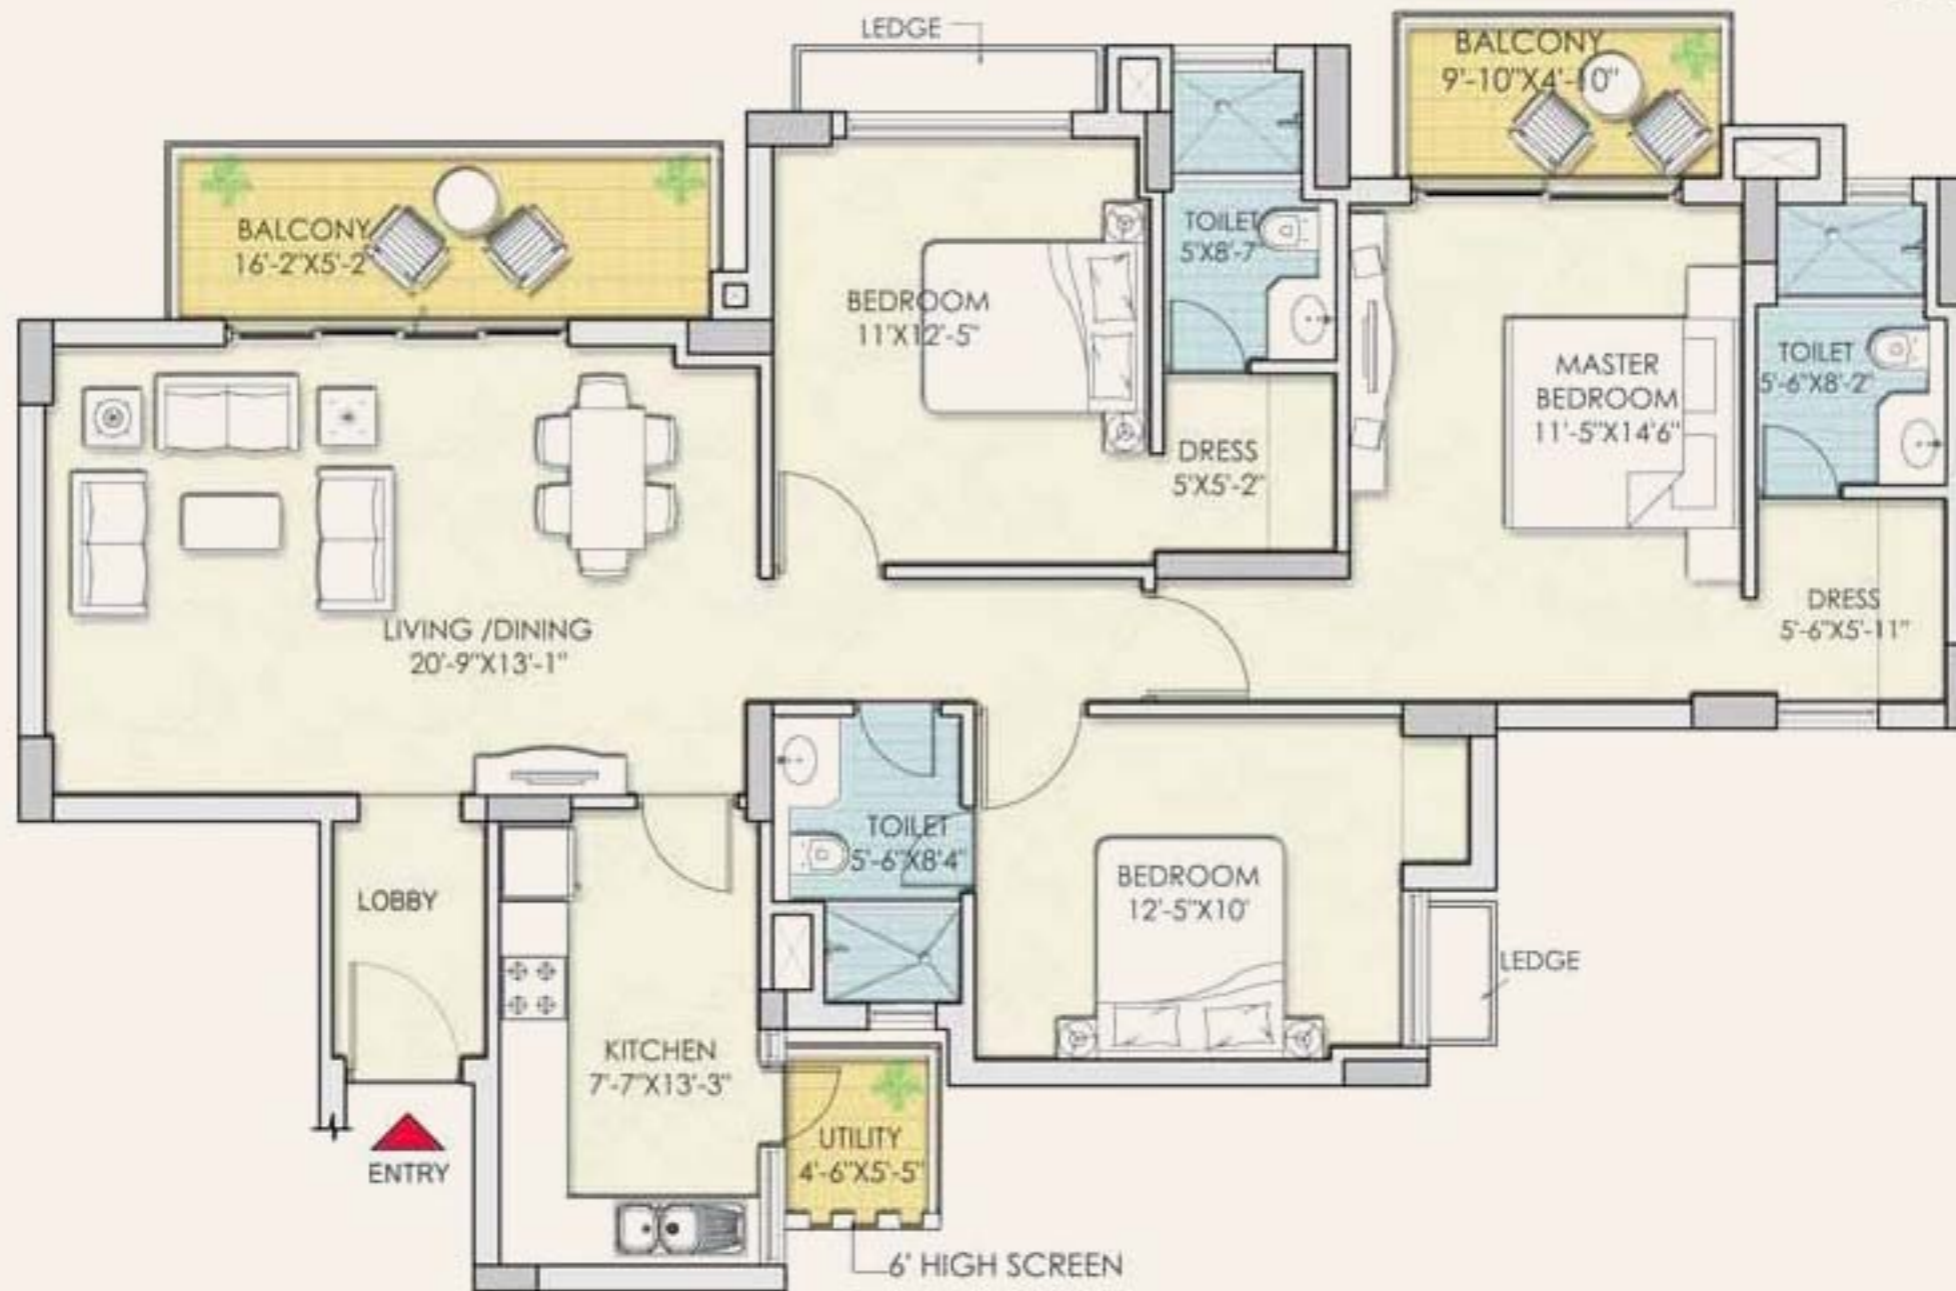 LEDGE
BALCONY
9'-10"X4'-10"
BALCONY
16'-2"X5'-2
TOILET
5'X8'-7"
BEDROOM
11'X12'-5"
MASTER
BEDROOM
11'-5"X14'6"
TOILET
5'-6"X8'-2"
DRESS
5'X5'-2"
DRESS
5'-6"X5'-11"
LIVING /DINING
20'-9"X13'-1"
TOILET
5'-6"X8'4"
BEDROOM
12'-5"X10'
LOBBY
LEDGE
KITCHEN
7'-7"X13'-3"
UTILITY
4'-6"X5'-5"
ENTRY
6' HIGH SCREEN